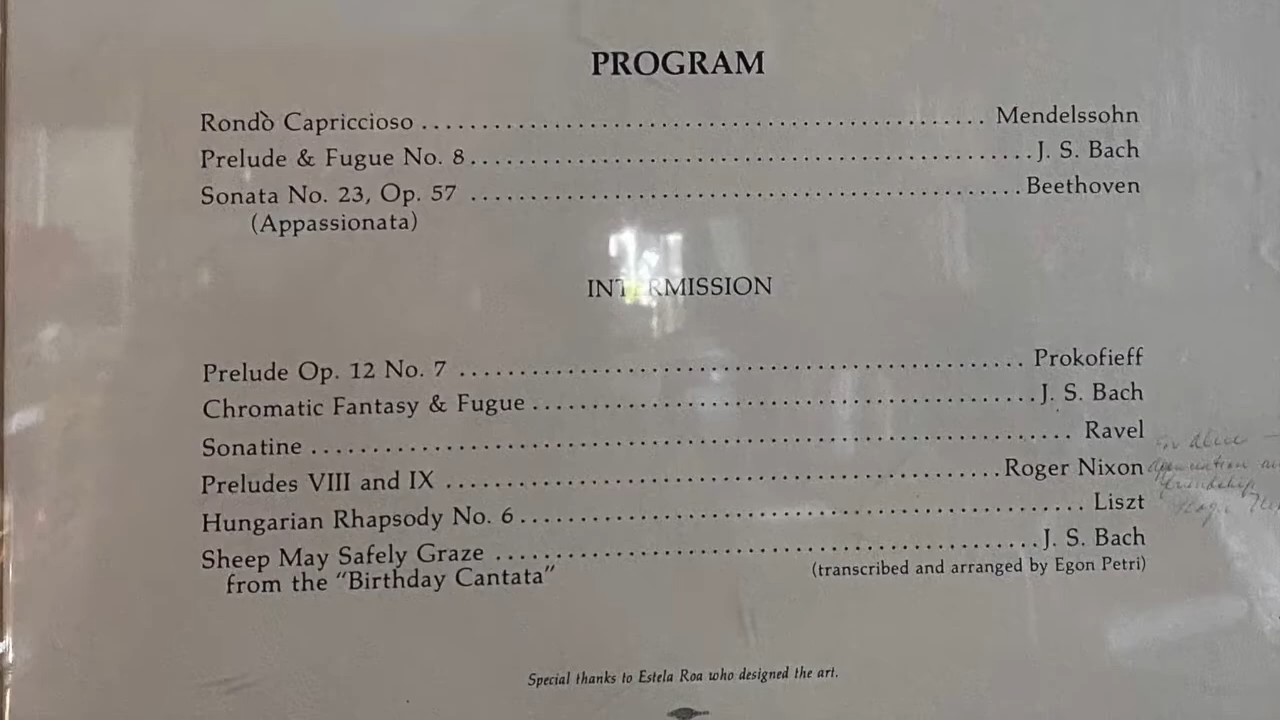 PROGRAM
Rondò Capriccioso ........................................ Mendelssohn
Prelude & Fugue No. 8 ........................................ J. S. Bach
Sonata No. 23, Op. 57 ........................................ Beethoven
(Appassionata)
INTERMISSION
Prelude Op. 12 No. 7 ........................................ Prokofieff
Chromatic Fantasy & Fugue ........................................ J. S. Bach
Sonatine ........................................ Ravel
Preludes VIII and IX ........................................ Roger Nixon
Hungarian Rhapsody No. 6 ........................................ Liszt
Sheep May Safely Graze ........................................ J. S. Bach
from the “Birthday Cantata” (transcribed and arranged by Egon Petri)
friendship
Special thanks to Estela Roa who designed the art.